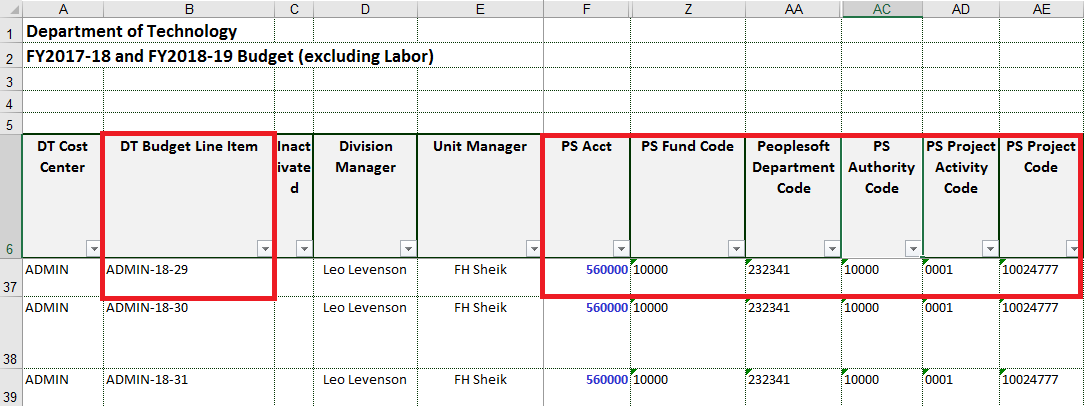 A B C D E F Z AA AC AD AE
1 Department of Technology
2 FY2017-18 and FY2018-19 Budget (excluding Labor)
3
4
5
DT Cost Center DT Budget Line Item Inactivated Division Manager Unit Manager PS Acct PS Fund Code Peoplesoft Department Code PS Authority Code PS Project Activity Code PS Project Code
6
37 ADMIN ADMIN-18-29 Leo Levenson FH Sheik 560000 10000 232341 10000 0001 10024777
38 ADMIN ADMIN-18-30 Leo Levenson FH Sheik 560000 10000 232341 10000 0001 10024777
39 ADMIN ADMIN-18-31 Leo Levenson FH Sheik 560000 10000 232341 10000 0001 10024777